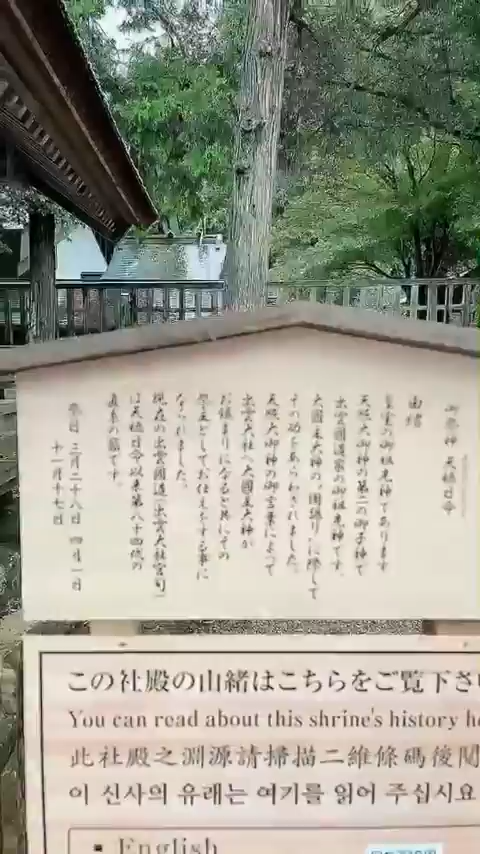 御祭神 天穂日命
由緒
皇室の御祖先神であります
天照大御神の第二の御子神で
出雲國造家の御祖先神です。
大國主大神の、國譲りに際して
その功をあらわされました。
天照大御神の御言葉によって
出雲大社へ大國主大神が
お鎮まりになると共にその
祭主としてお仕えする事に
なられました。
現在の出雲國造(出雲大社宮司)
は天穂日命以来第八十四代の
直系の裔です。
祭日 三月二十八日 四月一日
十一月十七日
この社殿の由緒はこちらをご覧下さ
You can read about this shrine's history
此社殿之淵源請掃描二維條碼後閱
이 신사의 유래는 여기를 읽어 주십시요
■ English